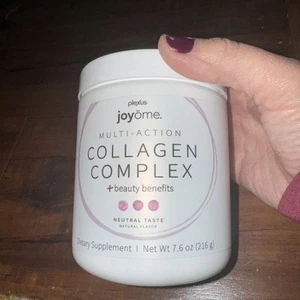 plexus
joyōme.
MULTI-ACTION
COLLAGEN
COMPLEX
+beauty benefits
NEUTRAL TASTE
NATURAL FLAVOR
Dietary Supplement | Net Wt 7.6 oz (216 g)